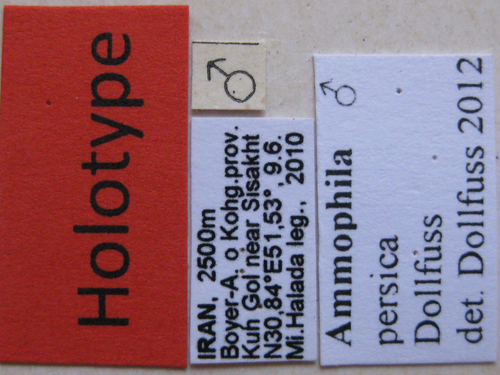 Holotype
♂
IRAN, 2500m
Boyer-A. o Kohg.prov.
Kuh Gol near Sisakht
N30,84°E51,53°, 9.6.
Mi.Halada leg., 2010
♂
Ammophila
persica
Dollfuss
det. Dollfuss 2012